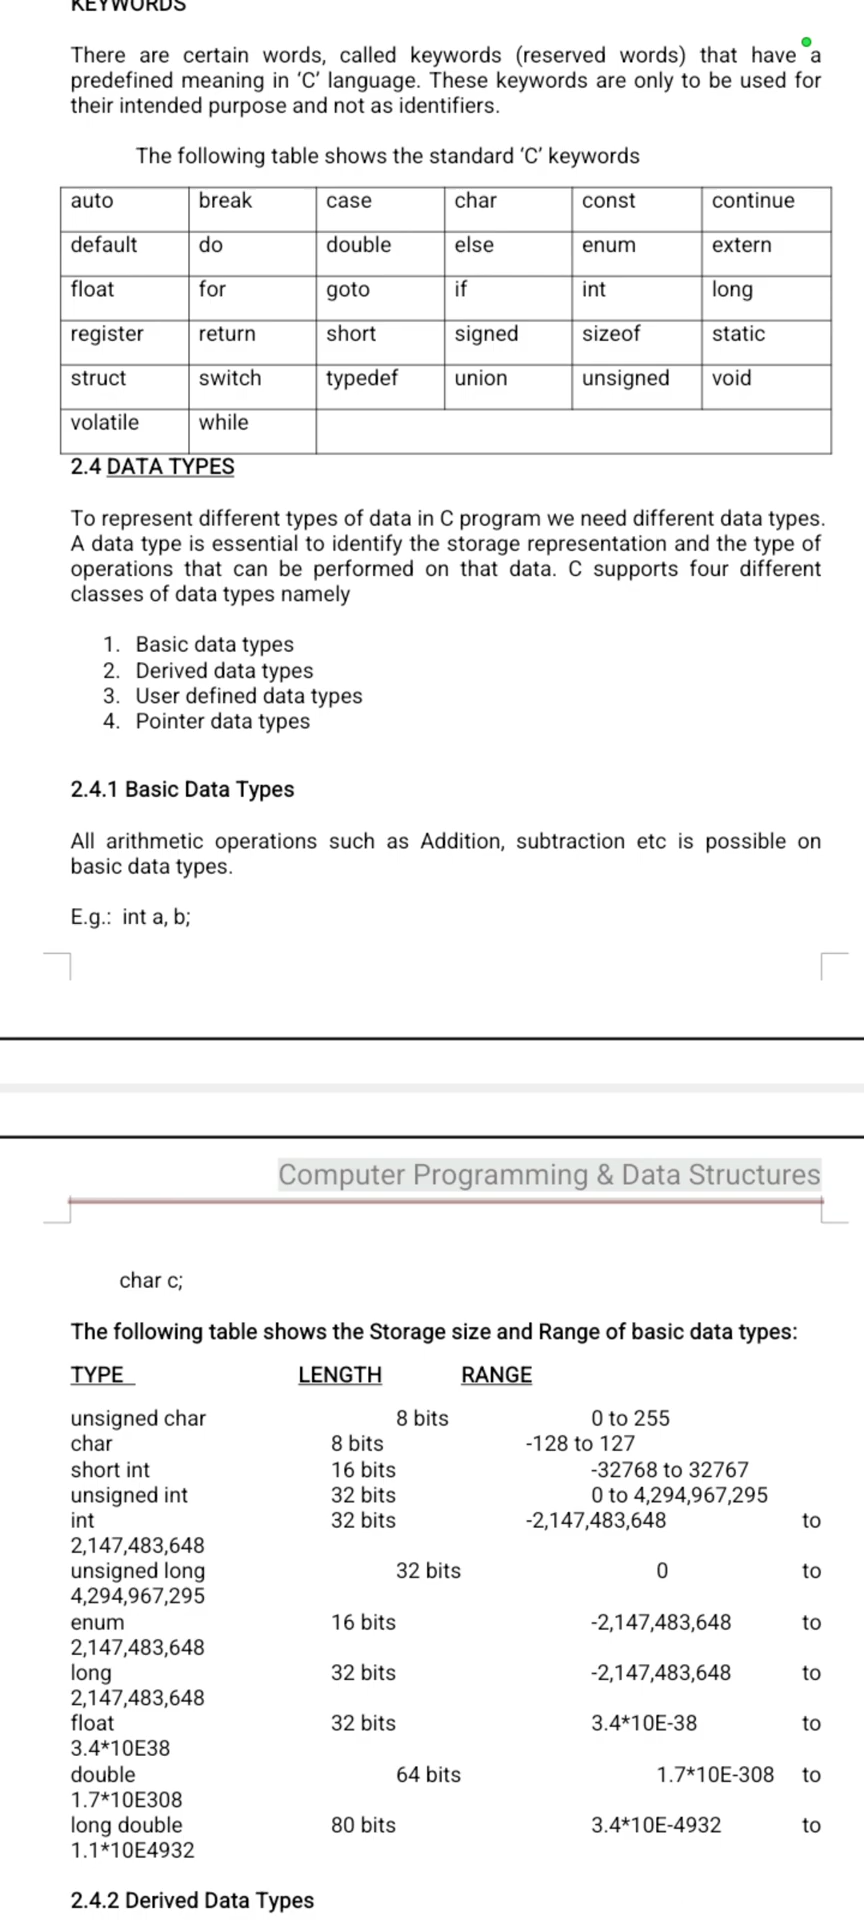 KEYWORDS
There are certain words, called keywords (reserved words) that have a
predefined meaning in ‘C’ language. These keywords are only to be used for
their intended purpose and not as identifiers.
The following table shows the standard ‘C’ keywords
auto break case char const continue
default do double else enum extern
float for goto if int long
register return short signed sizeof static
struct switch typedef union unsigned void
volatile while
2.4 DATA TYPES
To represent different types of data in C program we need different data types.
A data type is essential to identify the storage representation and the type of
operations that can be performed on that data. C supports four different
classes of data types namely
1. Basic data types
2. Derived data types
3. User defined data types
4. Pointer data types
2.4.1 Basic Data Types
All arithmetic operations such as Addition, subtraction etc is possible on
basic data types.
E.g.: int a, b;
Computer Programming & Data Structures
char c;
The following table shows the Storage size and Range of basic data types:
TYPE LENGTH RANGE
unsigned char 8 bits 0 to 255
char 8 bits -128 to 127
short int 16 bits -32768 to 32767
unsigned int 32 bits 0 to 4,294,967,295
int 32 bits -2,147,483,648 to
2,147,483,648
unsigned long 32 bits 0 to
4,294,967,295
enum 16 bits -2,147,483,648 to
2,147,483,648
long 32 bits -2,147,483,648 to
2,147,483,648
float 32 bits 3.4*10E-38 to
3.4*10E38
double 64 bits 1.7*10E-308 to
1.7*10E308
long double 80 bits 3.4*10E-4932 to
1.1*10E4932
2.4.2 Derived Data Types